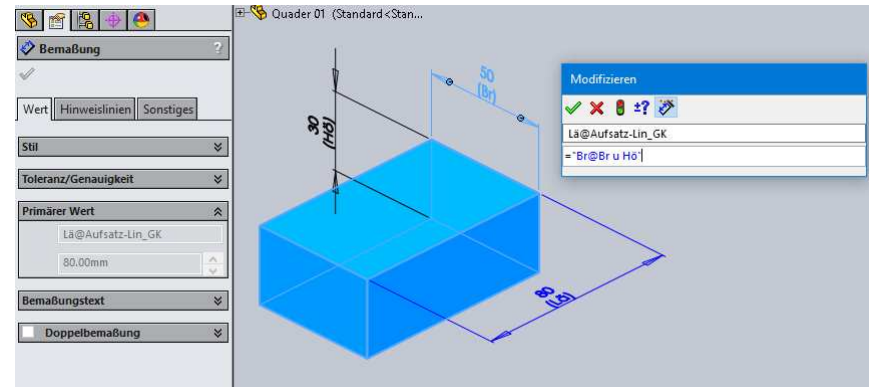 Quader 01 (Standard<Stan...
Bemaßung
?
Wert Hinweislinien Sonstiges
Stil
Toleranz/Genauigkeit
Primärer Wert
Lä@Aufsatz-Lin_GK
80.00mm
Bemaßungstext
Doppelbemaßung
30
(Hö)
50
(Br)
80
(Lä)
Modifizieren
±?
Lä@Aufsatz-Lin_GK
="Br@Br u Hö"